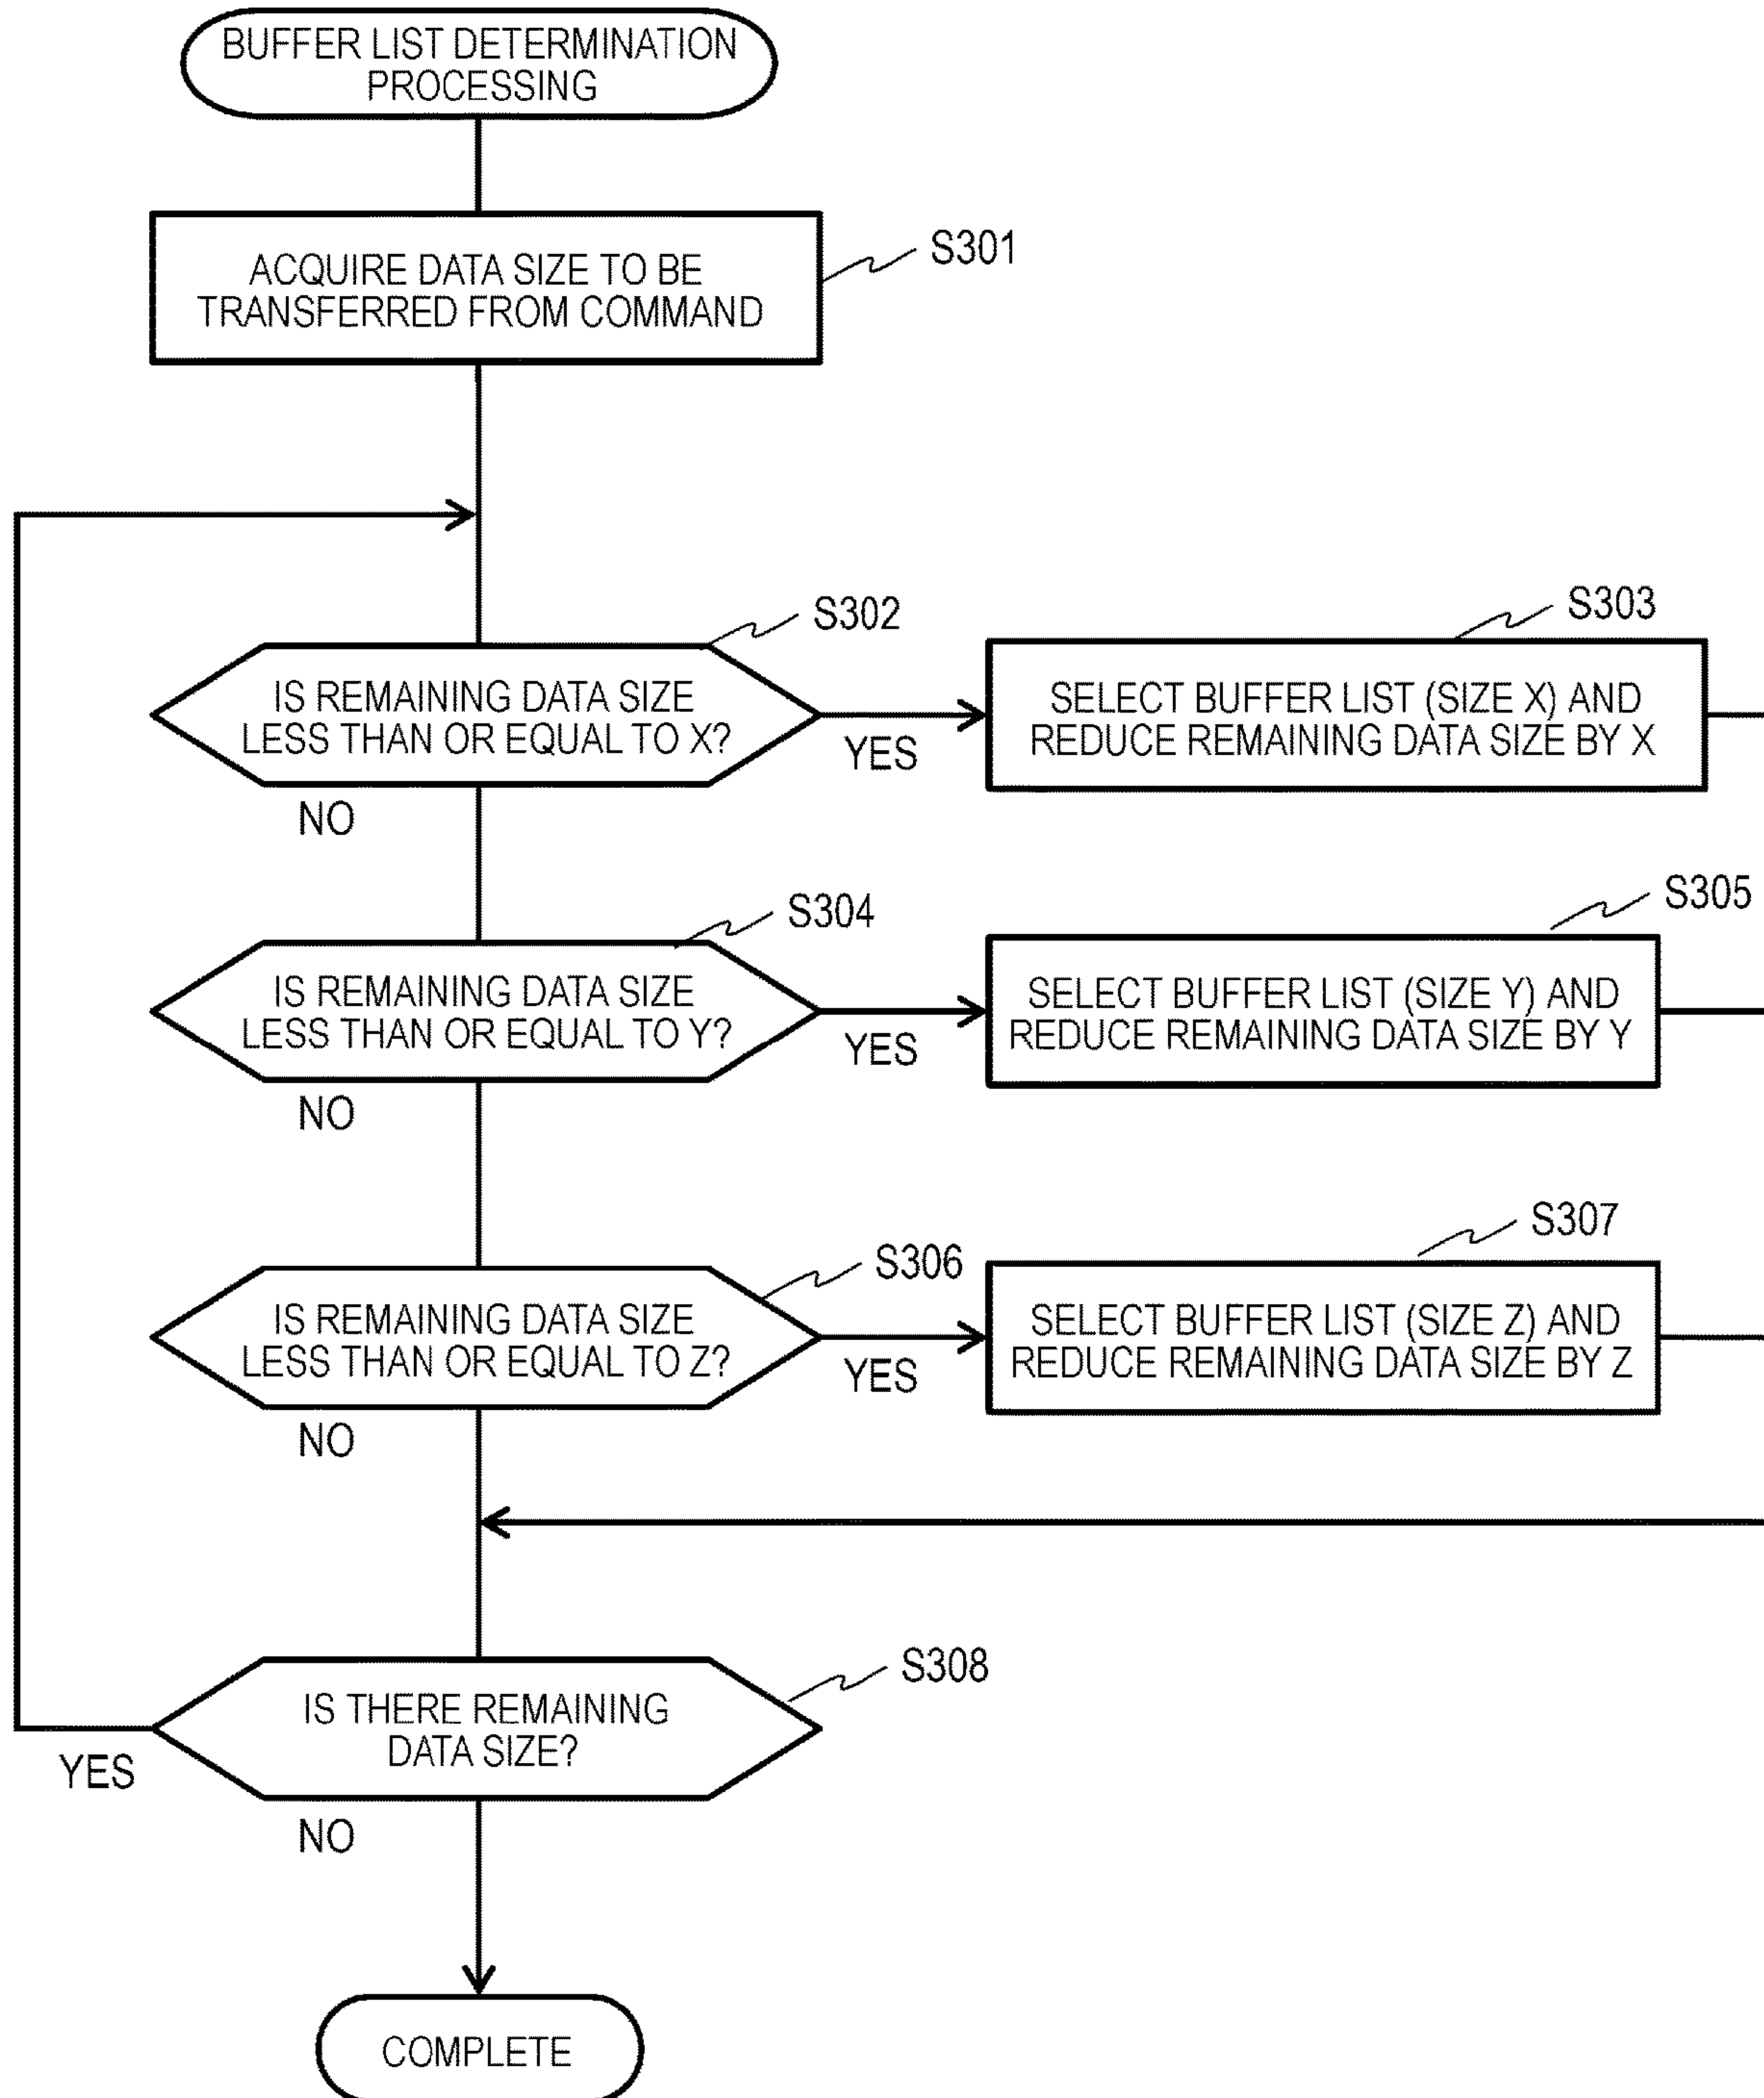 BUFFER LIST DETERMINATION
PROCESSING
S301
ACQUIRE DATA SIZE TO BE
TRANSFERRED FROM COMMAND
S302
IS REMAINING DATA SIZE
LESS THAN OR EQUAL TO X?
YES
NO
S303
SELECT BUFFER LIST (SIZE X) AND
REDUCE REMAINING DATA SIZE BY X
S304
IS REMAINING DATA SIZE
LESS THAN OR EQUAL TO Y?
YES
NO
S305
SELECT BUFFER LIST (SIZE Y) AND
REDUCE REMAINING DATA SIZE BY Y
S306
IS REMAINING DATA SIZE
LESS THAN OR EQUAL TO Z?
YES
NO
S307
SELECT BUFFER LIST (SIZE Z) AND
REDUCE REMAINING DATA SIZE BY Z
S308
IS THERE REMAINING
DATA SIZE?
YES
NO
COMPLETE